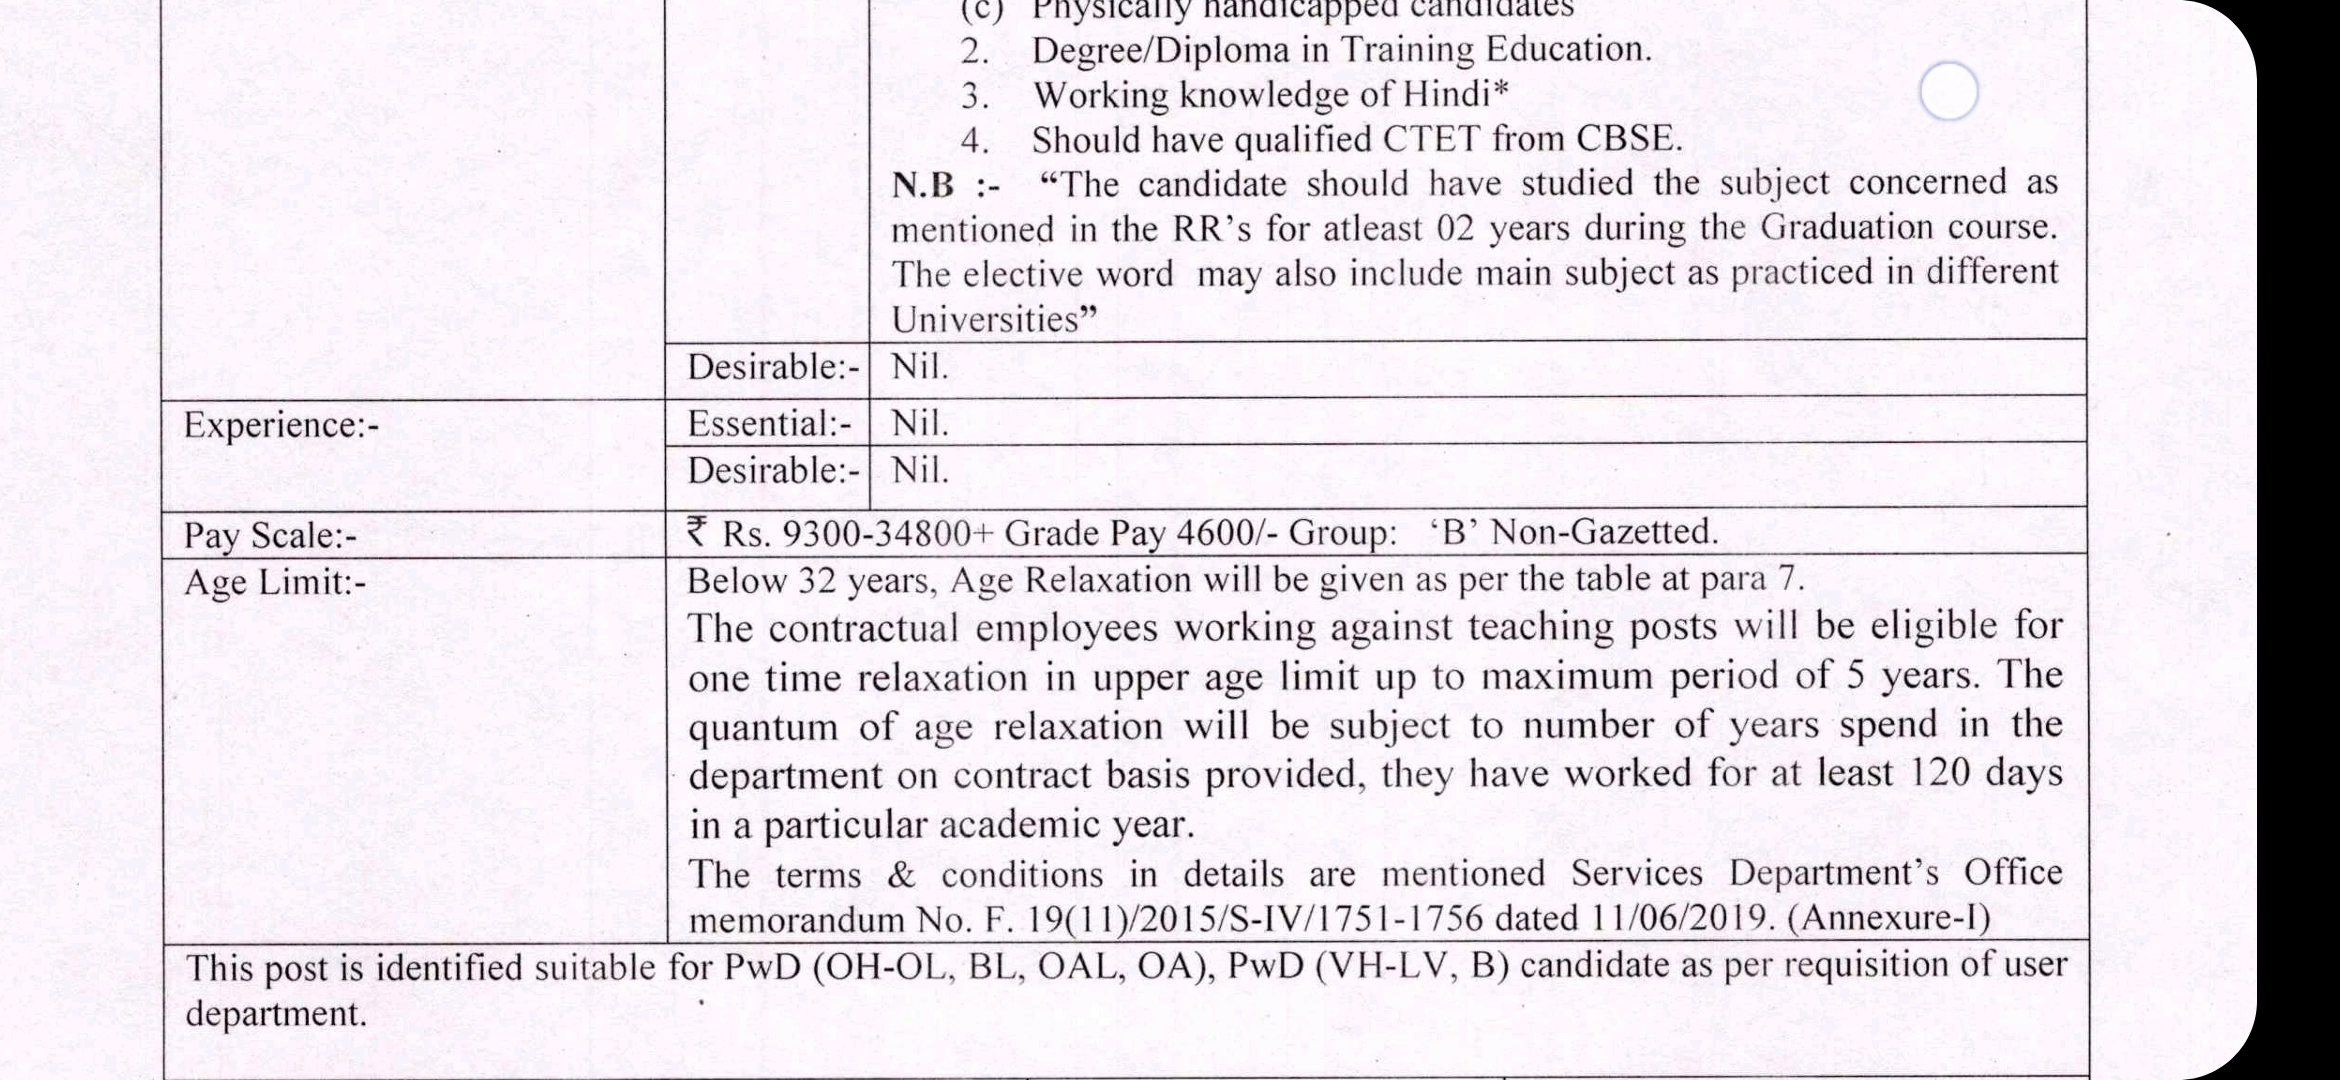 (c) Physically handicapped candidates
2. Degree/Diploma in Training Education.
3. Working knowledge of Hindi*
4. Should have qualified CTET from CBSE.
N.B :- “The candidate should have studied the subject concerned as
mentioned in the RR’s for atleast 02 years during the Graduation course.
The elective word may also include main subject as practiced in different
Universities”
Desirable:- Nil.
Experience:- Essential:- Nil.
Desirable:- Nil.
Pay Scale:- ₹ Rs. 9300-34800+ Grade Pay 4600/- Group: ‘B’ Non-Gazetted.
Age Limit:- Below 32 years, Age Relaxation will be given as per the table at para 7.
The contractual employees working against teaching posts will be eligible for
one time relaxation in upper age limit up to maximum period of 5 years. The
quantum of age relaxation will be subject to number of years spend in the
department on contract basis provided, they have worked for at least 120 days
in a particular academic year.
The terms & conditions in details are mentioned Services Department’s Office
memorandum No. F. 19(11)/2015/S-IV/1751-1756 dated 11/06/2019. (Annexure-I)
This post is identified suitable for PwD (OH-OL, BL, OAL, OA), PwD (VH-LV, B) candidate as per requisition of user
department.